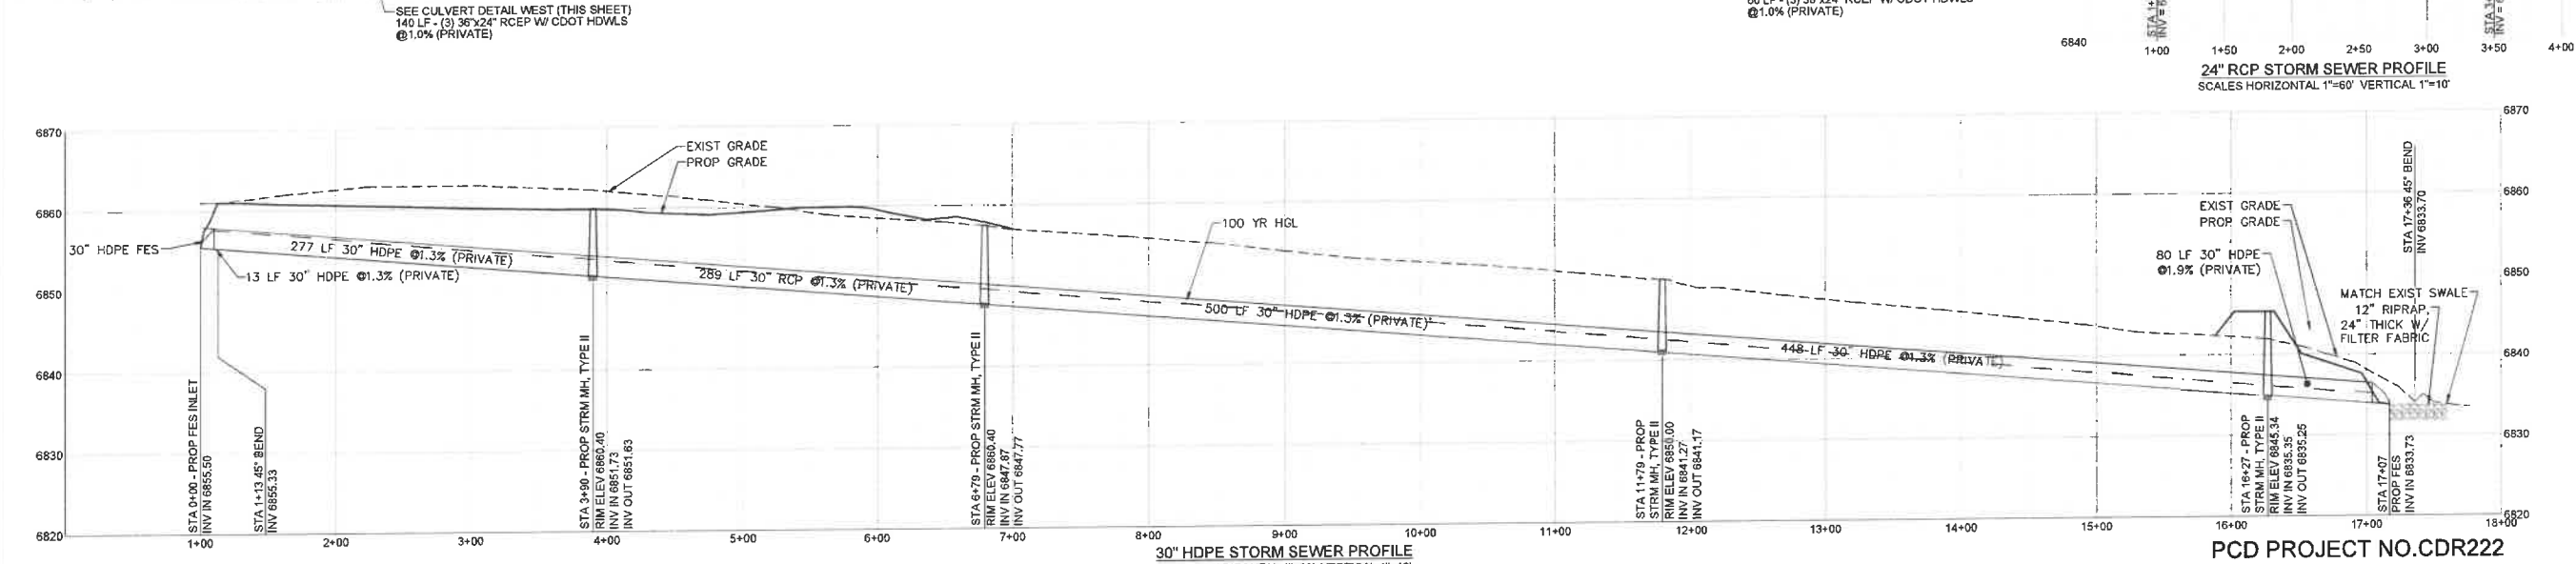 SEE CULVERT DETAIL WEST (THIS SHEET)
140 LF - (3) 36"x24" RCEP W/ CDOT HDWLS
@1.0% (PRIVATE)
@1.0% (PRIVATE)
6840
1+00
1+50
2+00
2+50
3+00
3+50
4+00
24" RCP STORM SEWER PROFILE
SCALES HORIZONTAL 1"=60' VERTICAL 1"=10'
6870
6860
6850
6840
6830
6820
EXIST GRADE
PROP GRADE
30" HDPE FES
277 LF 30" HDPE @1.3% (PRIVATE)
13 LF 30" HDPE @1.3% (PRIVATE)
289 LF 30" RCP @1.3% (PRIVATE)
100 YR HGL
500 LF 30" HDPE @1.3% (PRIVATE)
448 LF 30" HDPE @1.3% (PRIVATE)
EXIST GRADE
PROP GRADE
80 LF 30" HDPE
@1.9% (PRIVATE)
STA 17+36 45° BEND
INV 6833.70
MATCH EXIST SWALE
12" RIPRAP,
24" THICK W/
FILTER FABRIC
6870
6860
6850
6840
6830
6820
STA 0+00 - PROP FES INLET
INV IN 6855.50
STA 1+13 45° BEND
INV 6855.33
STA 3+90 - PROP STRM MH, TYPE II
RIM ELEV 6860.40
INV IN 6851.73
INV OUT 6851.63
STA 6+79 - PROP STRM MH, TYPE II
RIM ELEV 6860.40
INV IN 6847.87
INV OUT 6847.77
STA 11+79 - PROP
STRM MH, TYPE II
RIM ELEV 6850.00
INV IN 6841.27
INV OUT 6841.17
STA 16+27 - PROP
STRM MH, TYPE II
RIM ELEV 6845.34
INV IN 6835.35
INV OUT 6835.25
STA 17+07
PROP FES
INV IN 6833.73
1+00
2+00
3+00
4+00
5+00
6+00
7+00
8+00
9+00
10+00
11+00
12+00
13+00
14+00
15+00
16+00
17+00
18+00
30" HDPE STORM SEWER PROFILE
PCD PROJECT NO.CDR222